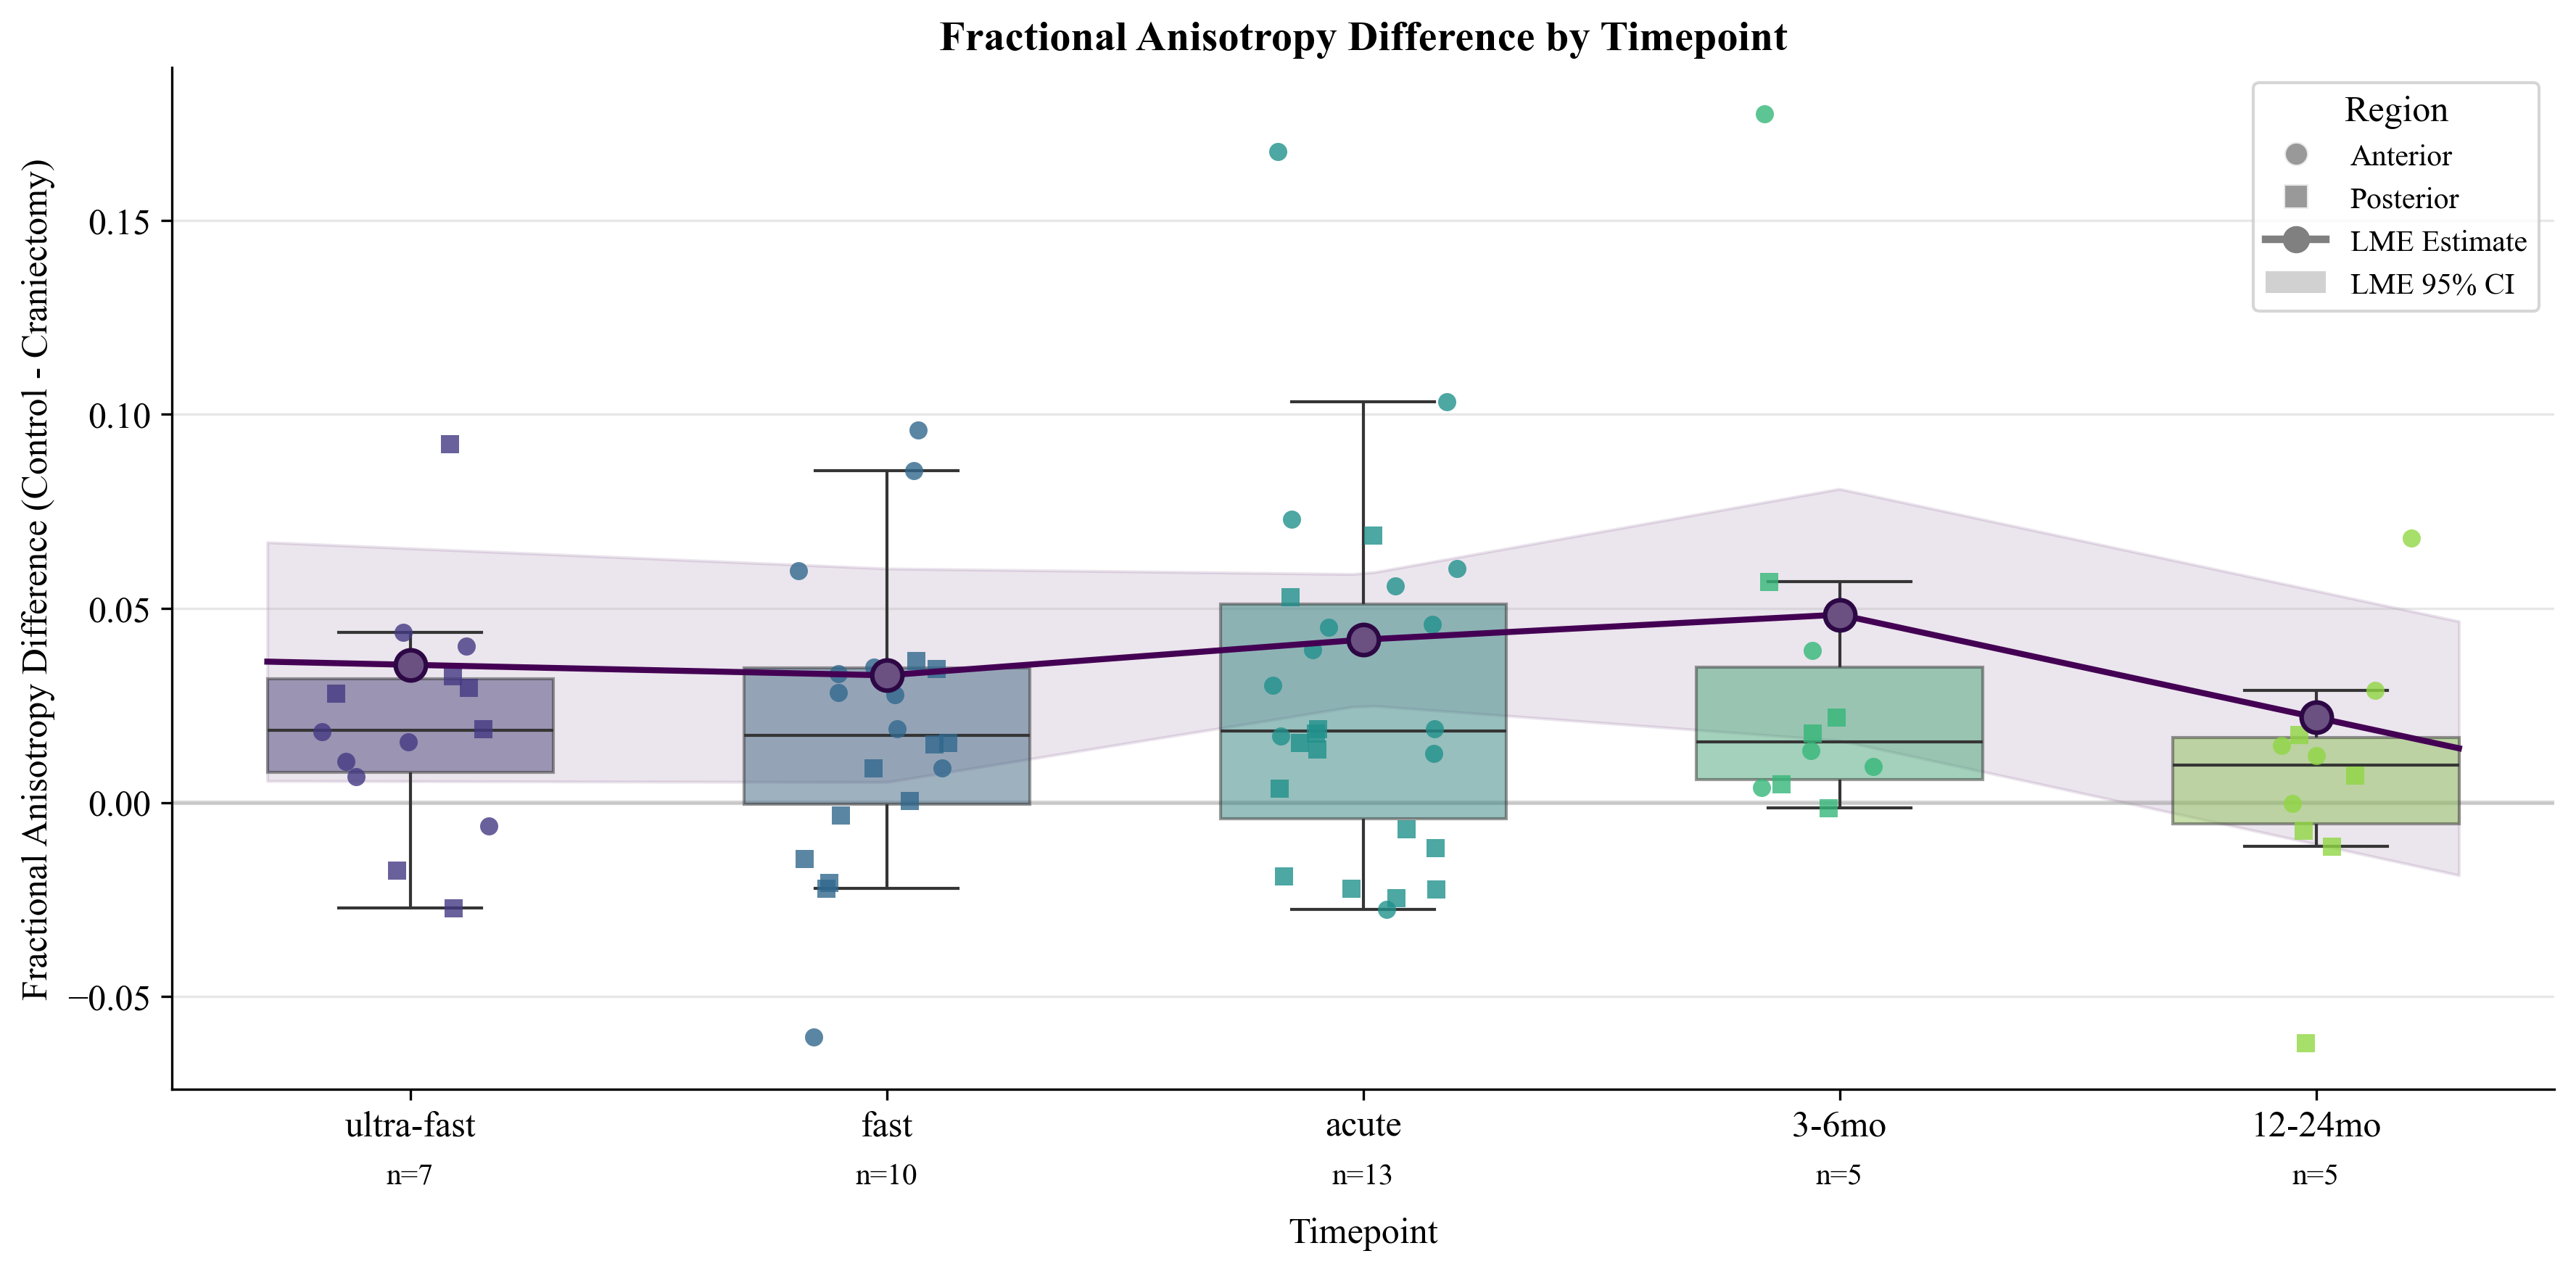 Fractional Anisotropy Difference by Timepoint
Fractional Anisotropy Difference (Control - Craniectomy)
0.15
0.10
0.05
0.00
−0.05
Region
Anterior
Posterior
LME Estimate
LME 95% CI
ultra-fast
fast
acute
3-6mo
12-24mo
n=7
n=10
n=13
n=5
n=5
Timepoint